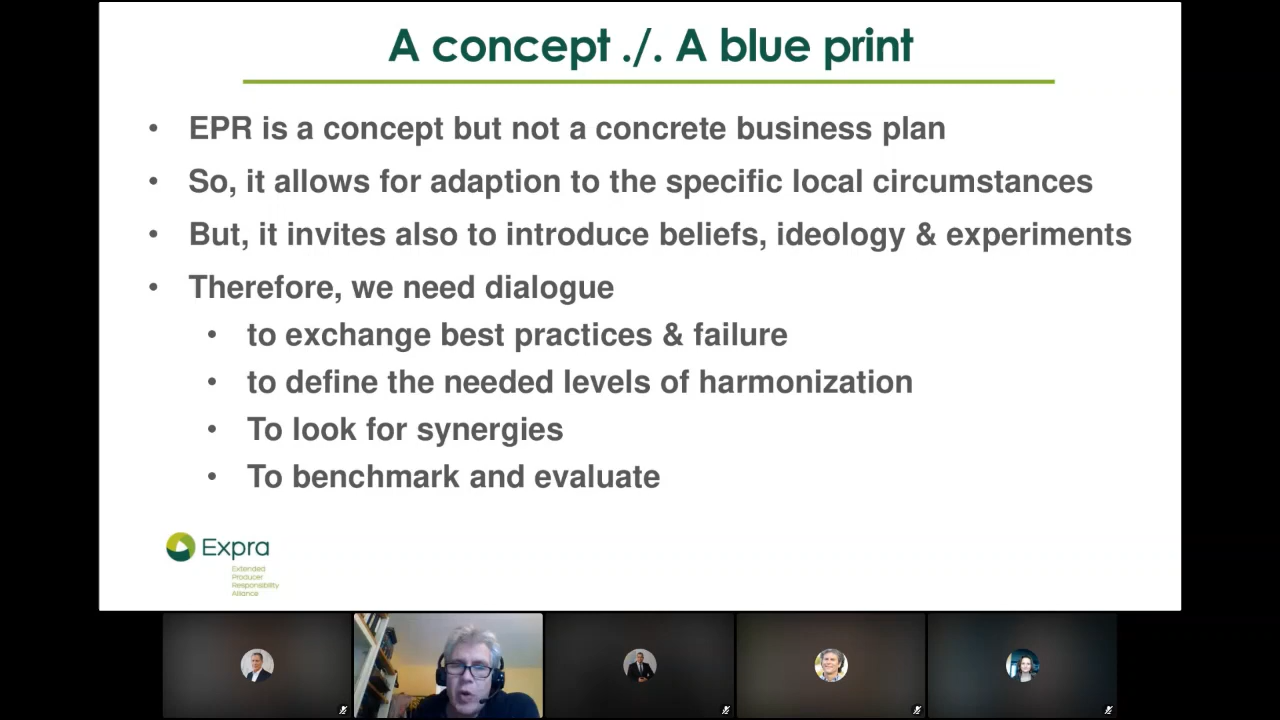 A concept ./. A blue print
• EPR is a concept but not a concrete business plan
• So, it allows for adaption to the specific local circumstances
• But, it invites also to introduce beliefs, ideology & experiments
• Therefore, we need dialogue
• to exchange best practices & failure
• to define the needed levels of harmonization
• To look for synergies
• To benchmark and evaluate
Expra
Extended
Producer
Responsibility
Alliance